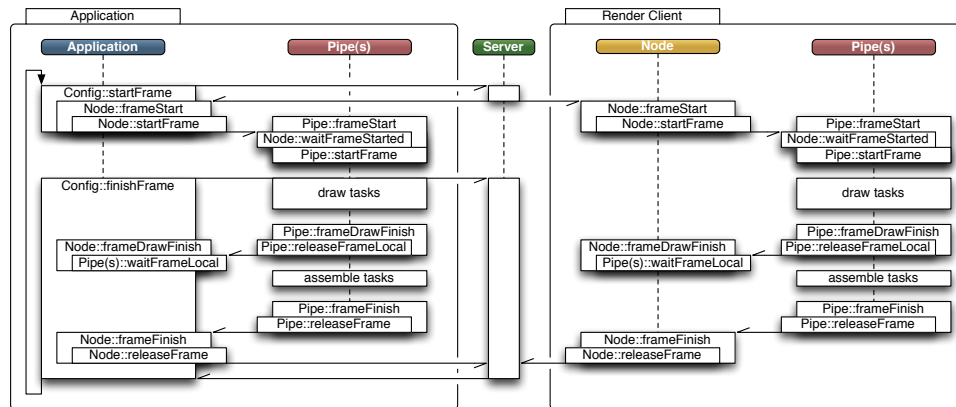 Application
Render Client
Application
Pipe(s)
Server
Node
Pipe(s)
Config::startFrame
Node::frameStart
Node::startFrame
Pipe::frameStart
Node::waitFrameStarted
Pipe::startFrame
Node::frameStart
Node::startFrame
Pipe::frameStart
Node::waitFrameStarted
Pipe::startFrame
Config::finishFrame
draw tasks
draw tasks
Pipe::frameDrawFinish
Pipe::releaseFrameLocal
Node::frameDrawFinish
Pipe(s)::waitFrameLocal
Pipe::frameDrawFinish
Pipe::releaseFrameLocal
Node::frameDrawFinish
Pipe(s)::waitFrameLocal
assemble tasks
assemble tasks
Pipe::frameFinish
Pipe::releaseFrame
Node::frameFinish
Node::releaseFrame
Pipe::frameFinish
Pipe::releaseFrame
Node::frameFinish
Node::releaseFrame